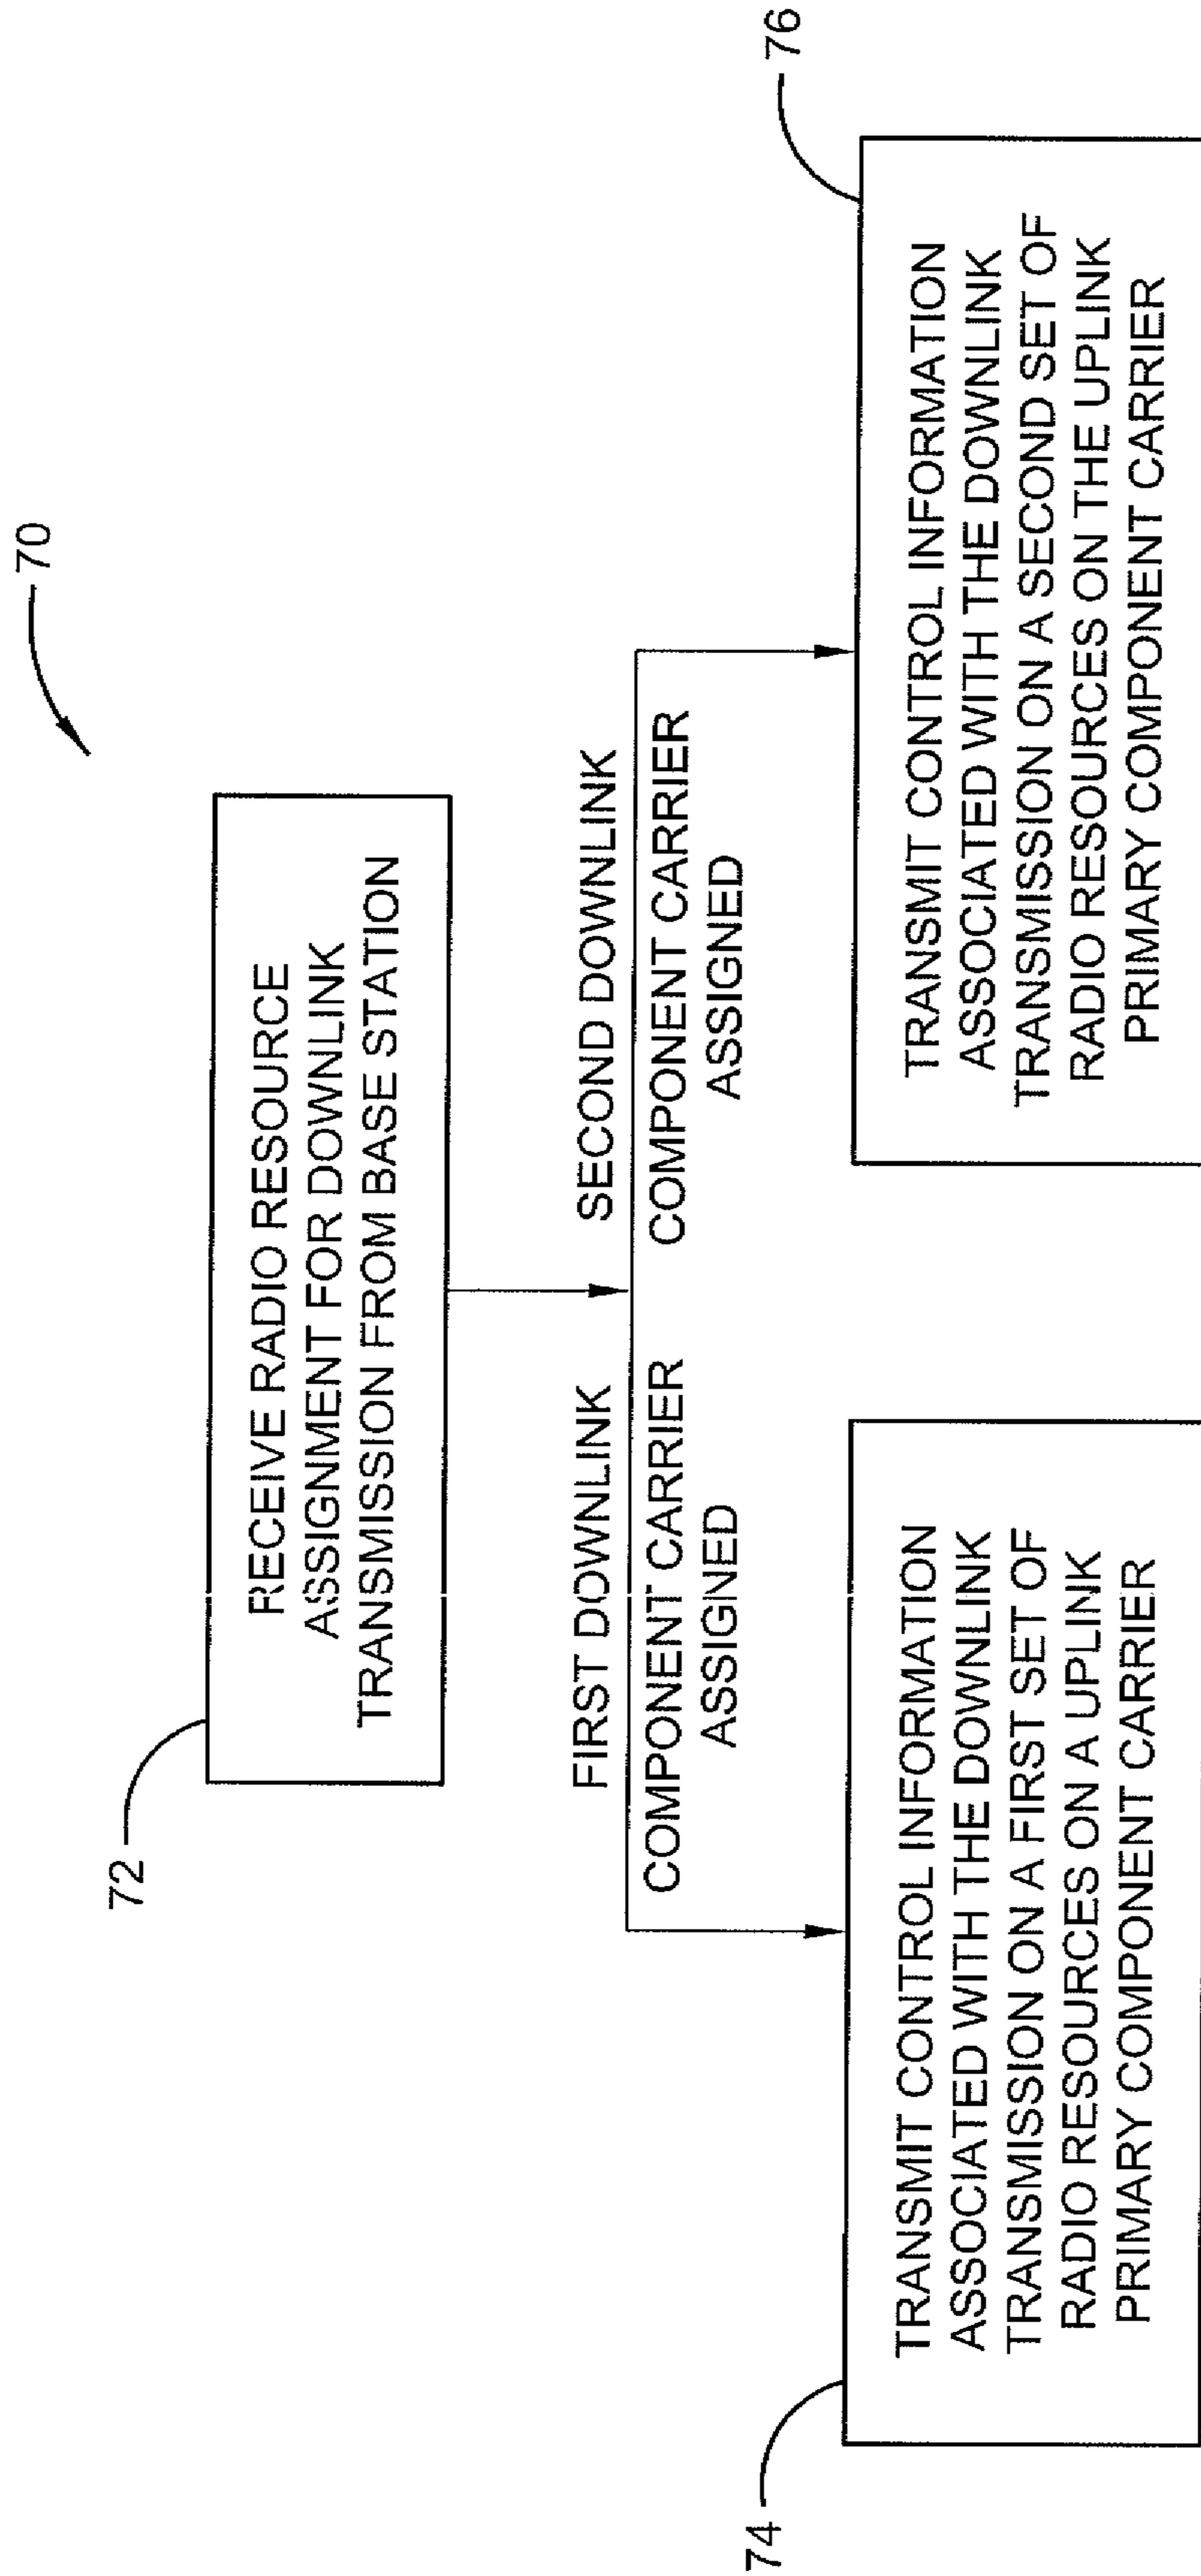 70
72
RECEIVE RADIO RESOURCE
ASSIGNMENT FOR DOWNLINK
TRANSMISSION FROM BASE STATION
FIRST DOWNLINK
COMPONENT CARRIER
ASSIGNED
SECOND DOWNLINK
COMPONENT CARRIER
ASSIGNED
74
TRANSMIT CONTROL INFORMATION
ASSOCIATED WITH THE DOWNLINK
TRANSMISSION ON A FIRST SET OF
RADIO RESOURCES ON A UPLINK
PRIMARY COMPONENT CARRIER
76
TRANSMIT CONTROL INFORMATION
ASSOCIATED WITH THE DOWNLINK
TRANSMISSION ON A SECOND SET OF
RADIO RESOURCES ON THE UPLINK
PRIMARY COMPONENT CARRIER